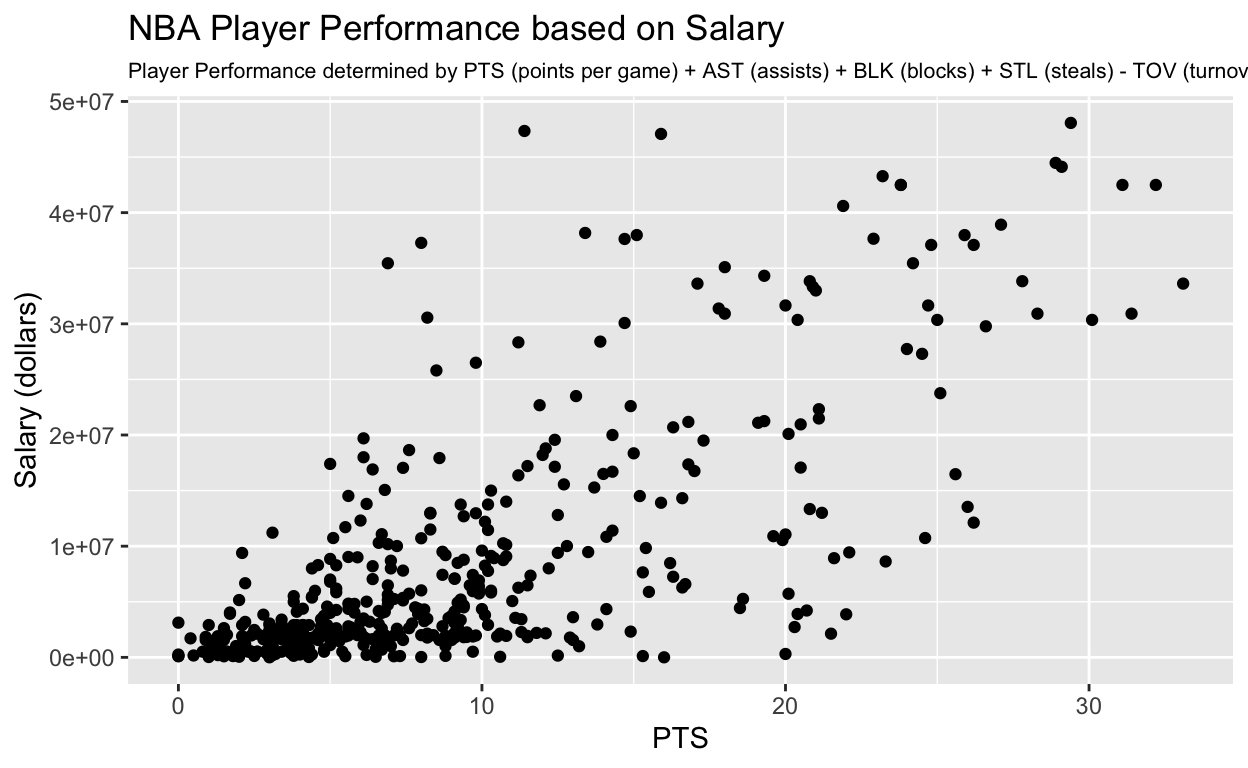 NBA Player Performance based on Salary
Player Performance determined by PTS (points per game) + AST (assists) + BLK (blocks) + STL (steals) - TOV (turnov
5e+07
4e+07
3e+07
2e+07
1e+07
0e+00
Salary (dollars)
0 10 20 30
PTS